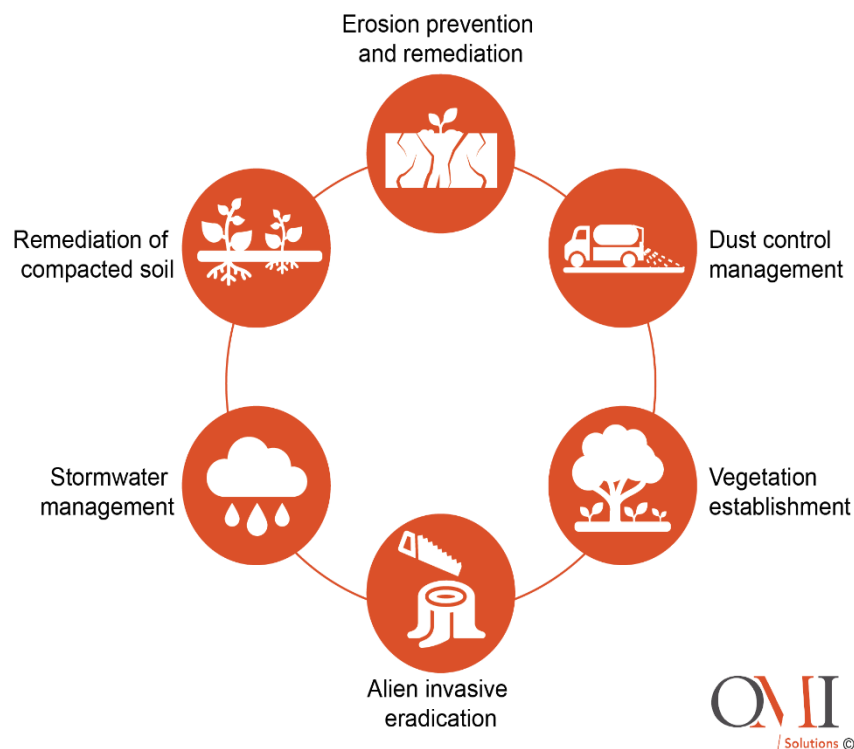 Erosion prevention
and remediation
Remediation of
compacted soil
Dust control
management
Stormwater
management
Vegetation
establishment
Alien invasive
eradication
OMI
/ Solutions ©